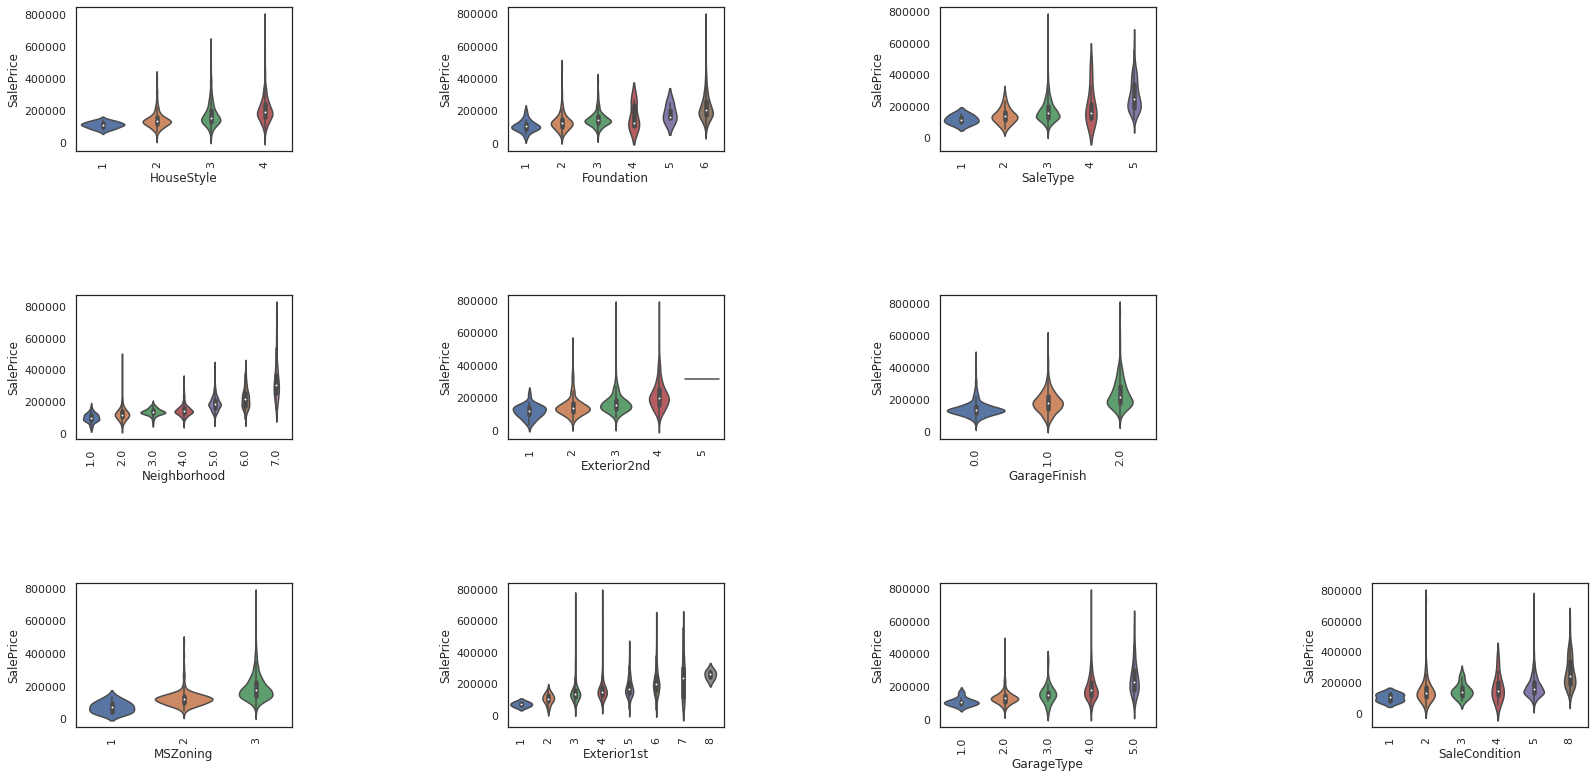 SalePrice
800000
600000
400000
200000
0
1 2 3 4
HouseStyle
SalePrice
800000
600000
400000
200000
0
1 2 3 4 5 6
Foundation
SalePrice
800000
600000
400000
200000
0
1 2 3 4 5
SaleType
SalePrice
800000
600000
400000
200000
0
1.0 2.0 3.0 4.0 5.0 6.0 7.0
Neighborhood
SalePrice
800000
600000
400000
200000
0
1 2 3 4 5
Exterior2nd
SalePrice
800000
600000
400000
200000
0
0.0 1.0 2.0
GarageFinish
SalePrice
800000
600000
400000
200000
0
1 2 3
MSZoning
SalePrice
800000
600000
400000
200000
0
1 2 3 4 5 6 7 8
Exterior1st
SalePrice
800000
600000
400000
200000
0
1.0 2.0 3.0 4.0 5.0
GarageType
SalePrice
800000
600000
400000
200000
0
1 2 3 4 5 8
SaleCondition